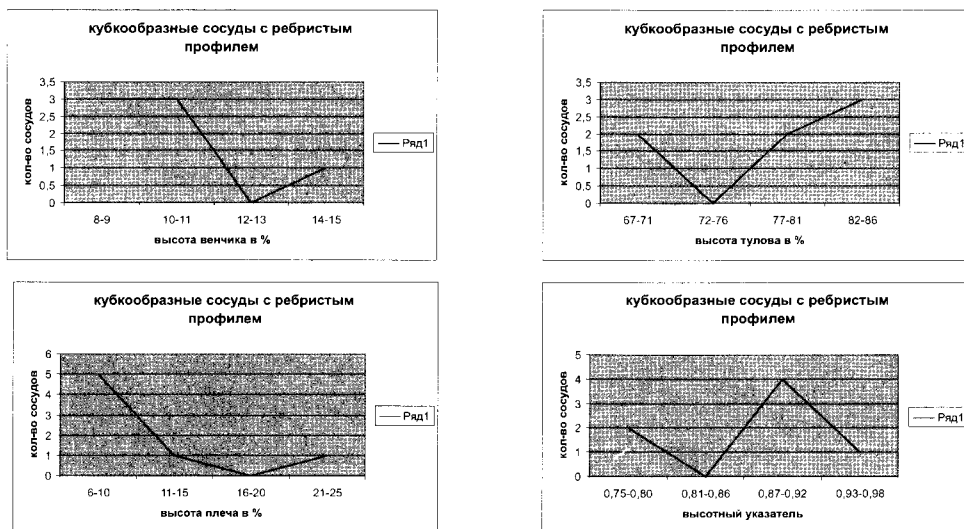 кубкообразные сосуды с ребристым
профилем
кол-во сосудов
3,5
3
2,5
2
1,5
1
0,5
0
8-9 10-11 12-13 14-15
высота венчика в %
Ряд1
кубкообразные сосуды с ребристым
профилем
кол-во сосудов
3,5
3
2,5
2
1,5
1
0,5
0
67-71 72-76 77-81 82-86
высота тулова в %
Ряд1
кубкообразные сосуды с ребристым
профилем
кол-во сосудов
6
5
4
3
2
1
0
6-10 11-15 16-20 21-25
высота плеча в %
Ряд1
кубкообразные сосуды с ребристым
профилем
кол-во сосудов
5
4
3
2
1
0
0,75-0,80 0,81-0,86 0,87-0,92 0,93-0,98
высотный указатель
Ряд1